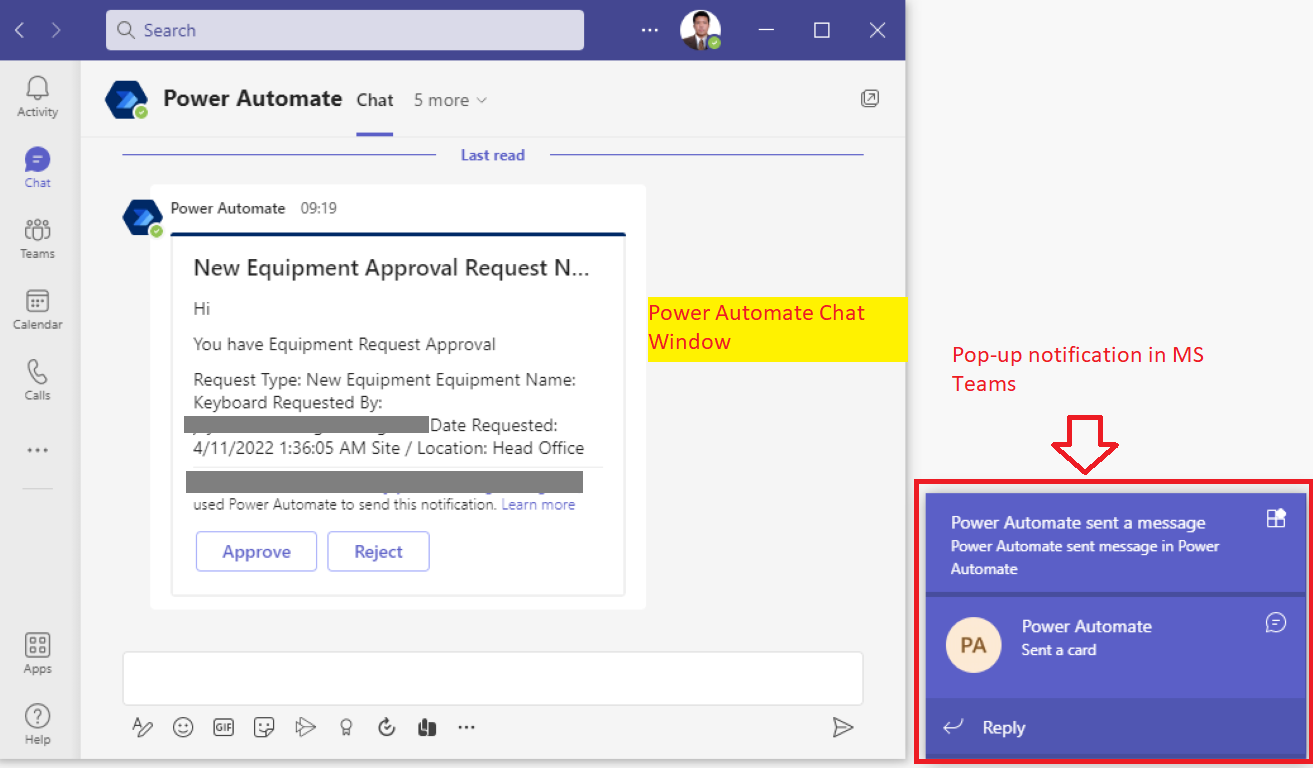 Search
Activity
Chat
Teams
Calendar
Calls
Apps
Help
Power Automate Chat 5 more
Last read
Power Automate 09:19
New Equipment Approval Request N...
Hi
You have Equipment Request Approval
Request Type: New Equipment Equipment Name:
Keyboard Requested By:
Date Requested:
4/11/2022 1:36:05 AM Site / Location: Head Office
used Power Automate to send this notification. Learn more
Approve Reject
GIF
Power Automate Chat
Window
Pop-up notification in MS
Teams
Power Automate sent a message
Power Automate sent message in Power
Automate
PA
Power Automate
Sent a card
Reply